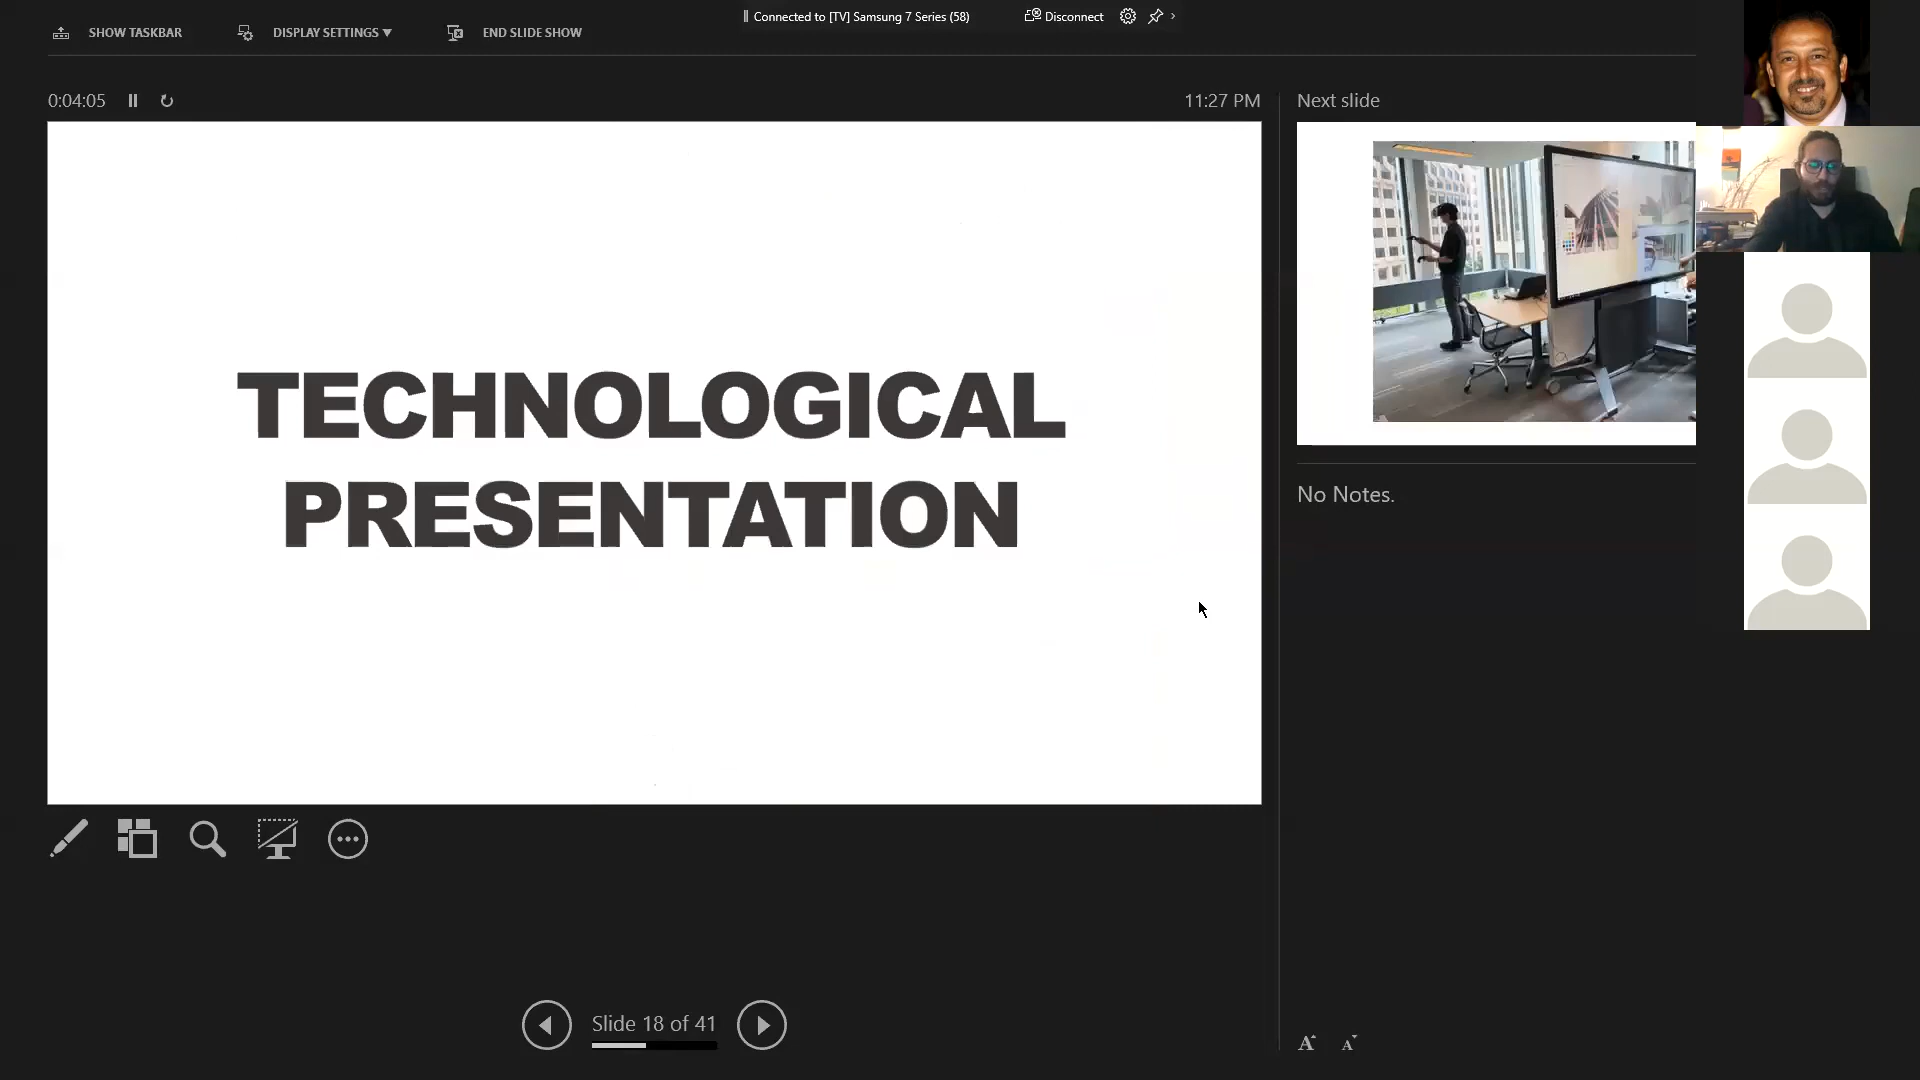 Connected to [TV] Samsung 7 Series (58)
Disconnect
SHOW TASKBAR
DISPLAY SETTINGS
END SLIDE SHOW
0:04:05
11:27 PM
TECHNOLOGICAL
PRESENTATION
Next slide
No Notes.
Slide 18 of 41
A A